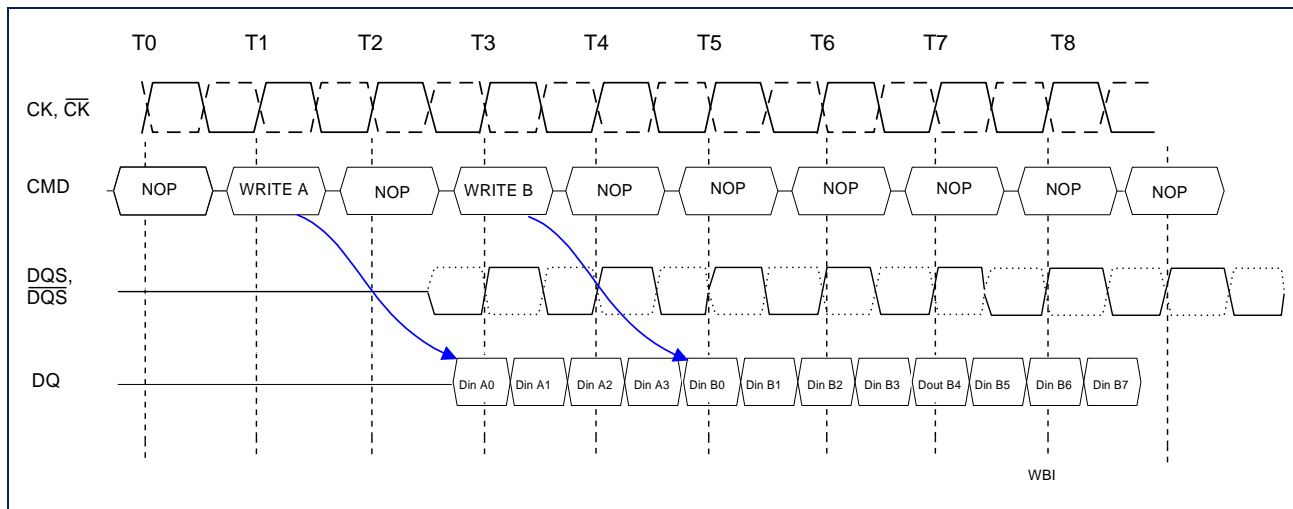 T0 T1 T2 T3 T4 T5 T6 T7 T8
CK, CK
CMD NOP WRITE A NOP WRITE B NOP NOP NOP NOP NOP NOP
DQS,
DQS
DQ Din A0 Din A1 Din A2 Din A3 Din B0 Din B1 Din B2 Din B3 Dout B4 Din B5 Din B6 Din B7
WBI